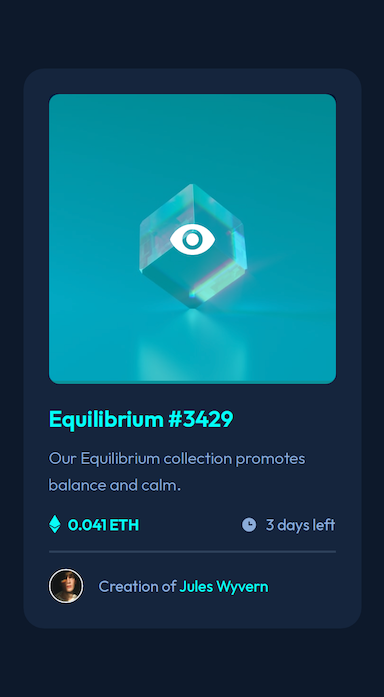 Equilibrium #3429
Our Equilibrium collection promotes
balance and calm.
0.041 ETH
3 days left
Creation of Jules Wyvern